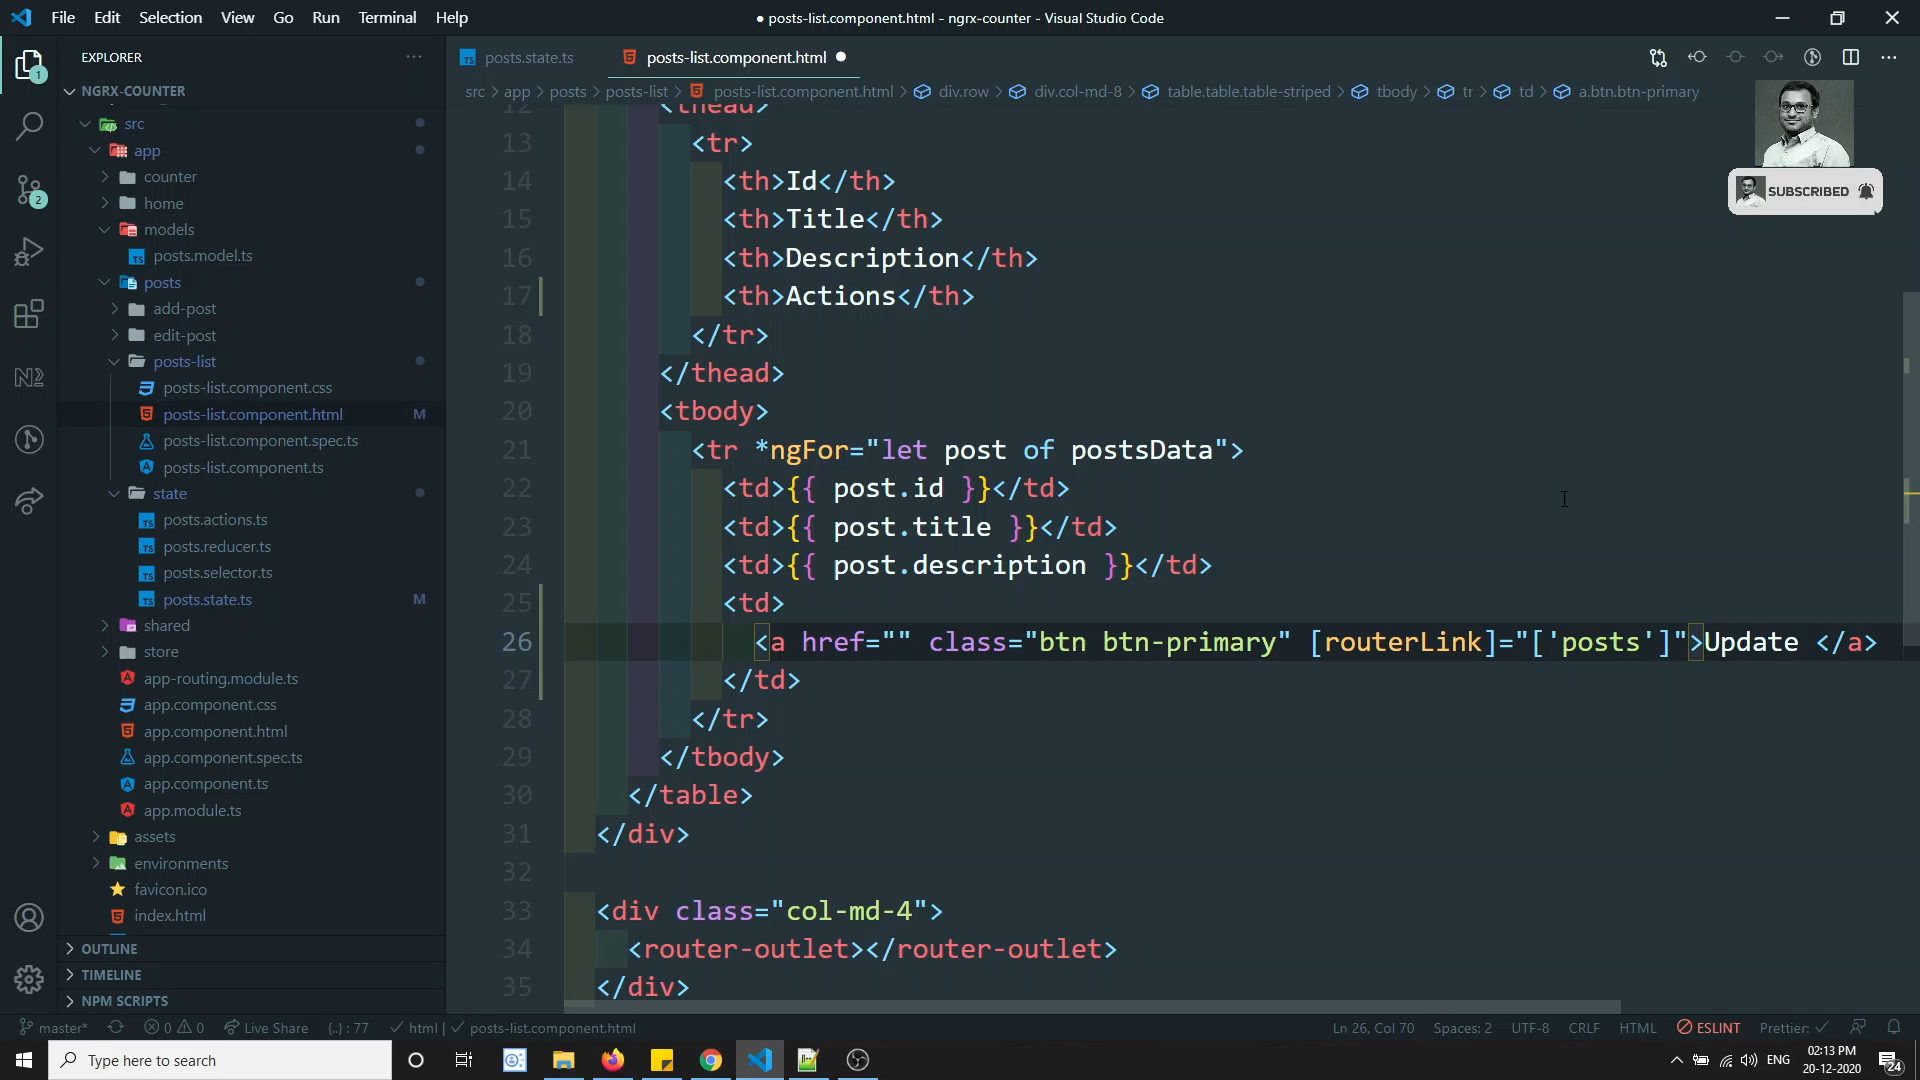 File Edit Selection View Go Run Terminal Help
● posts-list.component.html - ngrx-counter - Visual Studio Code
EXPLORER
NGRX-COUNTER
src
app
counter
home
models
posts.model.ts
posts
add-post
edit-post
posts-list
posts-list.component.css
posts-list.component.html M
posts-list.component.spec.ts
posts-list.component.ts
state
posts.actions.ts
posts.reducer.ts
posts.selector.ts
posts.state.ts M
shared
store
app-routing.module.ts
app.component.css
app.component.html
app.component.spec.ts
app.component.ts
app.module.ts
assets
environments
favicon.ico
index.html
OUTLINE
TIMELINE
NPM SCRIPTS
1
2
posts.state.ts posts-list.component.html
src > app > posts > posts-list > posts-list.component.html > div.row > div.col-md-8 > table.table.table-striped > tbody > tr > td > a.btn.btn-primary
SUBSCRIBED
12 <thead>
13 <tr>
14 <th>Id</th>
15 <th>Title</th>
16 <th>Description</th>
17 <th>Actions</th>
18 </tr>
19 </thead>
20 <tbody>
21 <tr *ngFor="let post of postsData">
22 <td>{{ post.id }}</td>
23 <td>{{ post.title }}</td>
24 <td>{{ post.description }}</td>
25 <td>
26 <a href="" class="btn btn-primary" [routerLink]="['posts']">Update </a>
27 </td>
28 </tr>
29 </tbody>
30 </table>
31 </div>
32
33 <div class="col-md-4">
34 <router-outlet></router-outlet>
35 </div>
master* 0 0 Live Share {..} : 77 html | posts-list.component.html Ln 26, Col 70 Spaces: 2 UTF-8 CRLF HTML ESLINT Prettier:
Type here to search
ENG
02:13 PM
20-12-2020
24